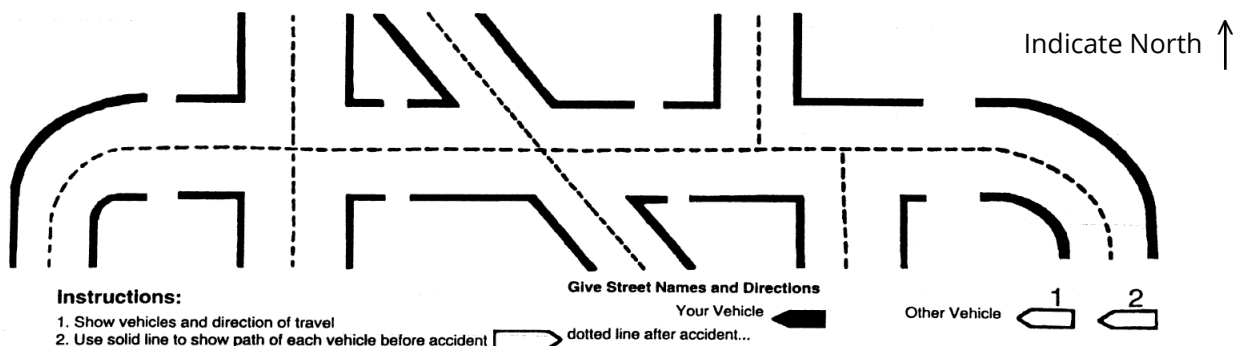 Indicate North
Give Street Names and Directions
Instructions:
Your Vehicle
Other Vehicle
1
2
1. Show vehicles and direction of travel
2. Use solid line to show path of each vehicle before accident dotted line after accident...